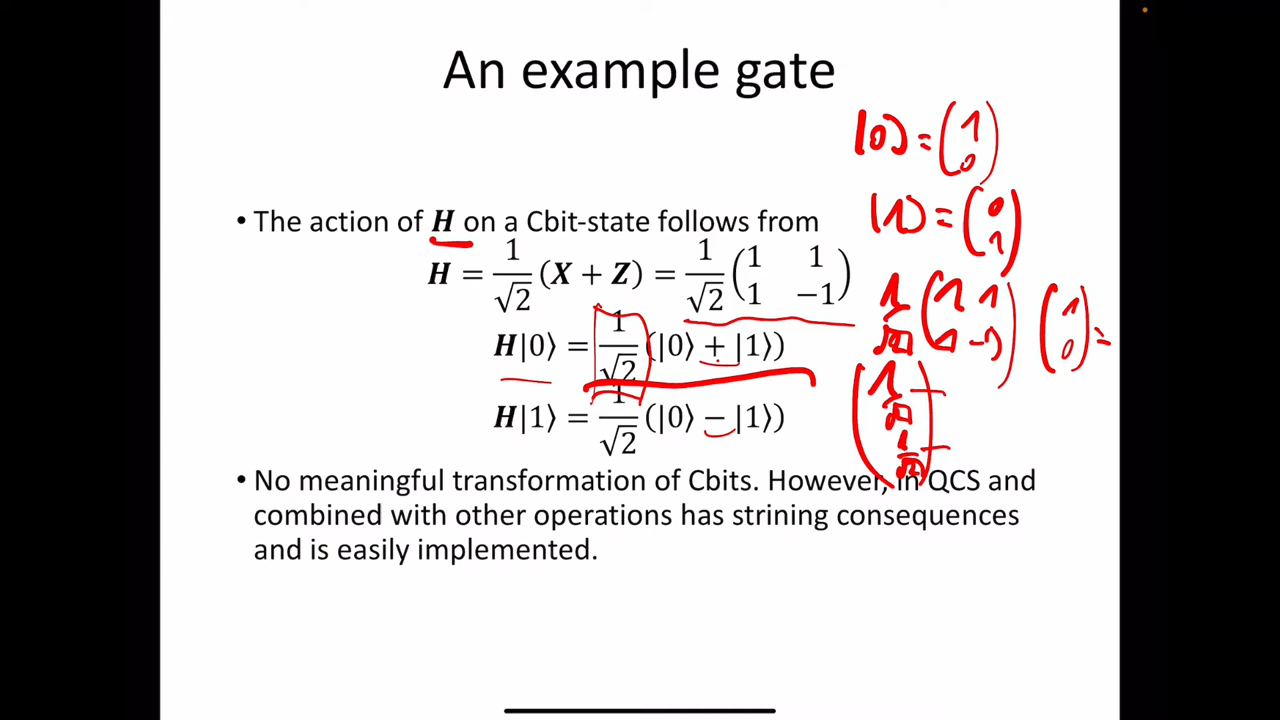 An example gate
|0⟩ = (1 0)
• The action of H on a Cbit-state follows from
|1⟩ = (0 1)
H = 1/√2 (X + Z) = 1/√2 (1 1 1 −1)
1/√2 (1 1 1 -1) (1 0) =
H|0⟩ = 1/√2 (|0⟩ + |1⟩)
(1/√2 1/√2)
H|1⟩ = 1/√2 (|0⟩ − |1⟩)
• No meaningful transformation of Cbits. However, in QCS and
combined with other operations has strining consequences
and is easily implemented.